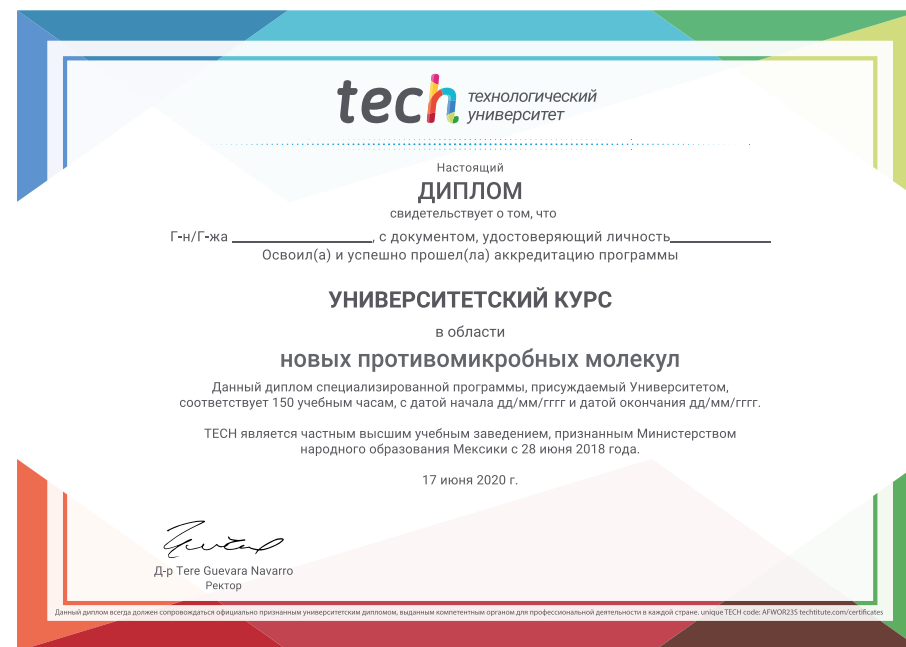 tech технологический
университет
Настоящий
ДИПЛОМ
свидетельствует о том, что
Г-н/Г-жа ____________________, с документом, удостоверяющий личность______________
Освоил(а) и успешно прошел(ла) аккредитацию программы
УНИВЕРСИТЕТСКИЙ КУРС
в области
новых противомикробных молекул
Данный диплом специализированной программы, присуждаемый Университетом,
соответствует 150 учебным часам, с датой начала дд/мм/гггг и датой окончания дд/мм/гггг.
TECH является частным высшим учебным заведением, признанным Министерством
народного образования Мексики с 28 июня 2018 года.
17 июня 2020 г.
Д-р Tere Guevara Navarro
Ректор
Данный диплом всегда должен сопровождаться официально признанным университетским дипломом, выданным компетентным органом для профессиональной деятельности в каждой стране. unique TECH code: AFWOR23S techtitute.com/certificates